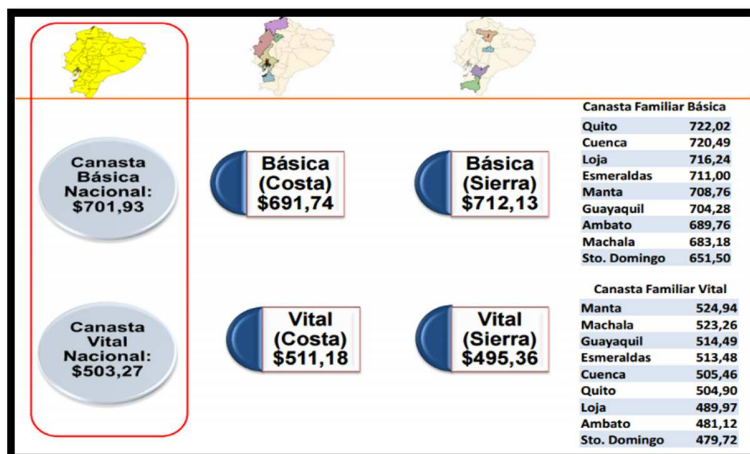 Canasta
Básica
Nacional:
$701,93
Básica
(Costa)
$691,74
Básica
(Sierra)
$712,13
Canasta
Vital
Nacional:
$503,27
Vital
(Costa)
$511,18
Vital
(Sierra)
$495,36
Canasta Familiar Básica
Quito 722,02
Cuenca 720,49
Loja 716,24
Esmeraldas 711,00
Manta 708,76
Guayaquil 704,28
Ambato 689,76
Machala 683,18
Sto. Domingo 651,50
Canasta Familiar Vital
Manta 524,94
Machala 523,26
Guayaquil 514,49
Esmeraldas 513,48
Cuenca 505,46
Quito 504,90
Loja 489,97
Ambato 481,12
Sto. Domingo 479,72